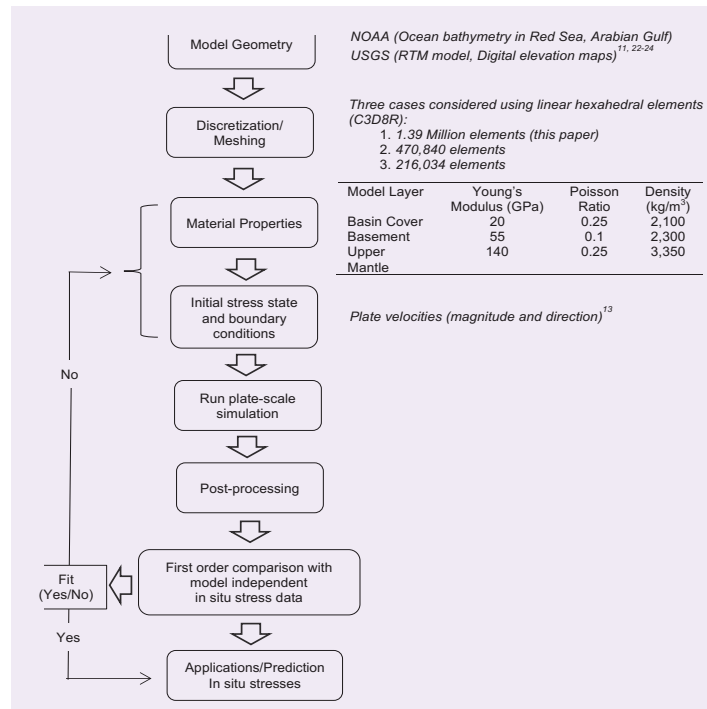 Model Geometry
NOAA (Ocean bathymetry in Red Sea, Arabian Gulf)
USGS (RTM model, Digital elevation maps)11, 22-24
Discretization/
Meshing
Three cases considered using linear hexahedral elements
(C3D8R):
1. 1.39 Million elements (this paper)
2. 470,840 elements
3. 216,034 elements
Material Properties
Model Layer Young's Poisson Density
Modulus (GPa) Ratio (kg/m3)
Basin Cover 20 0.25 2,100
Basement 55 0.1 2,300
Upper 140 0.25 3,350
Mantle
Initial stress state
and boundary
conditions
Plate velocities (magnitude and direction)13
No
Run plate-scale
simulation
Post-processing
First order comparison with
model independent
in situ stress data
Fit
(Yes/No)
Yes
Applications/Prediction
In situ stresses